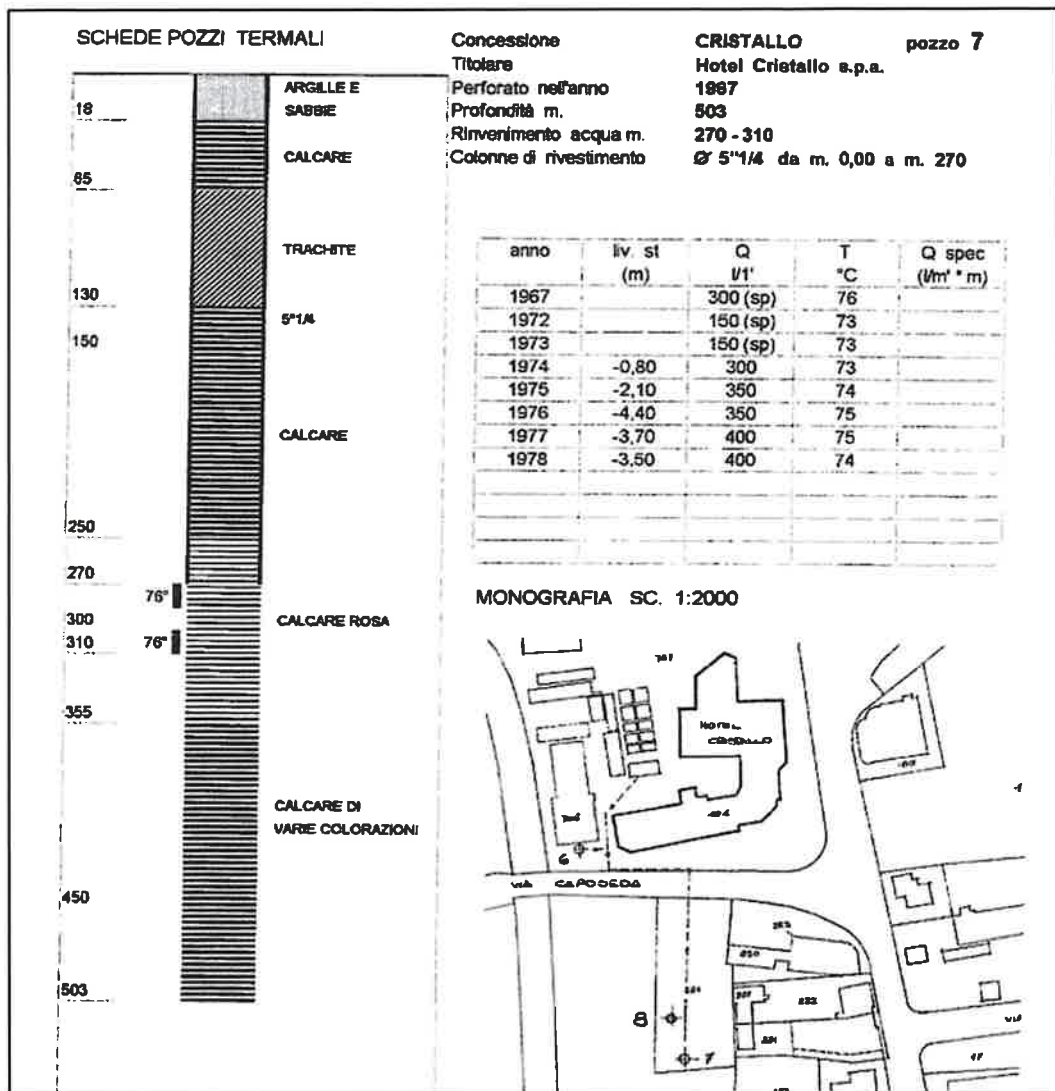 SCHEDE POZZI TERMALI
Concessione CRISTALLO pozzo 7
Titolare Hotel Cristallo s.p.a.
Perforato nell'anno 1967
Profondità m. 503
Rinvenimento acqua m. 270 - 310
Colonne di rivestimento Ø 5"1/4 da m. 0,00 a m. 270
ARGILLE E
18 SABBIE
CALCARE
85
TRACHITE
130
5"1/4
150
CALCARE
250
270
76°
300 CALCARE ROSA
310 76°
355
CALCARE DI
VARIE COLORAZIONI
450
503
anno liv. st Q T Q spec
(m) l/1' °C (l/m' * m)
1967 300 (sp) 76
1972 150 (sp) 73
1973 150 (sp) 73
1974 -0,80 300 73
1975 -2,10 350 74
1976 -4,40 350 75
1977 -3,70 400 75
1978 -3,50 400 74
MONOGRAFIA SC. 1:2000
HOTEL
CRISTALLO
6
VIA
8
7